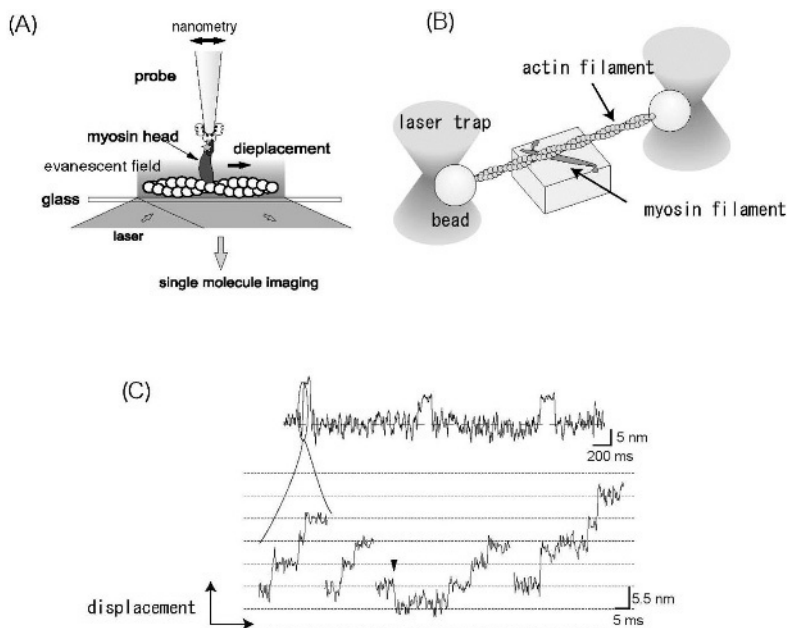 (A)
nanometry
probe
myosin head
dieplacement
evanescent field
glass
laser
single molecule imaging
(B)
actin filament
laser trap
bead
myosin filament
(C)
5 nm
200 ms
5.5 nm
5 ms
displacement